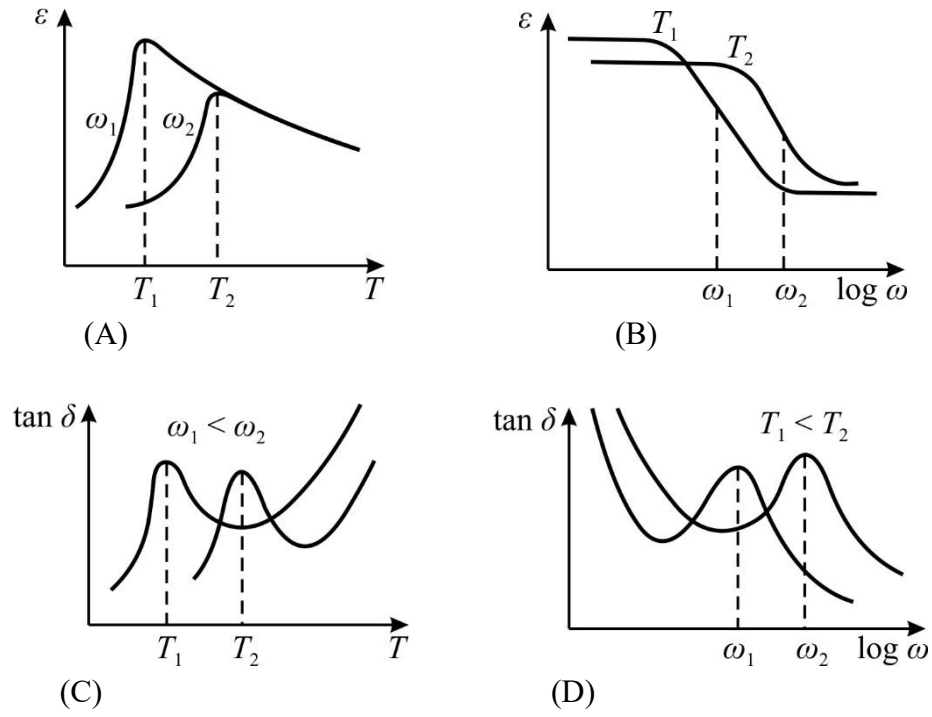 ε
ω₁
ω₂
T₁
T₂
T
(A)
ε
T₁
T₂
ω₁
ω₂
log ω
(B)
tan δ
ω₁ < ω₂
T₁
T₂
T
(C)
tan δ
T₁ < T₂
ω₁
ω₂
log ω
(D)